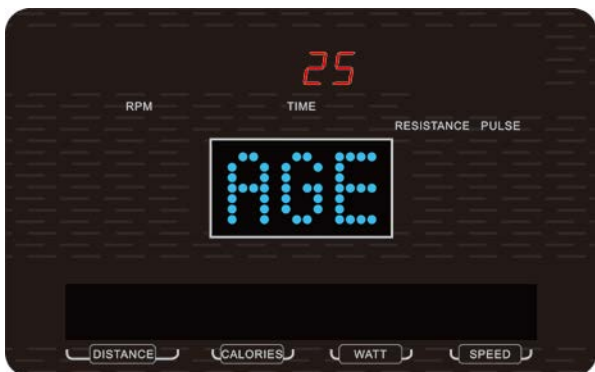 25
RPM TIME
RESISTANCE PULSE
AGE
DISTANCE CALORIES WATT SPEED